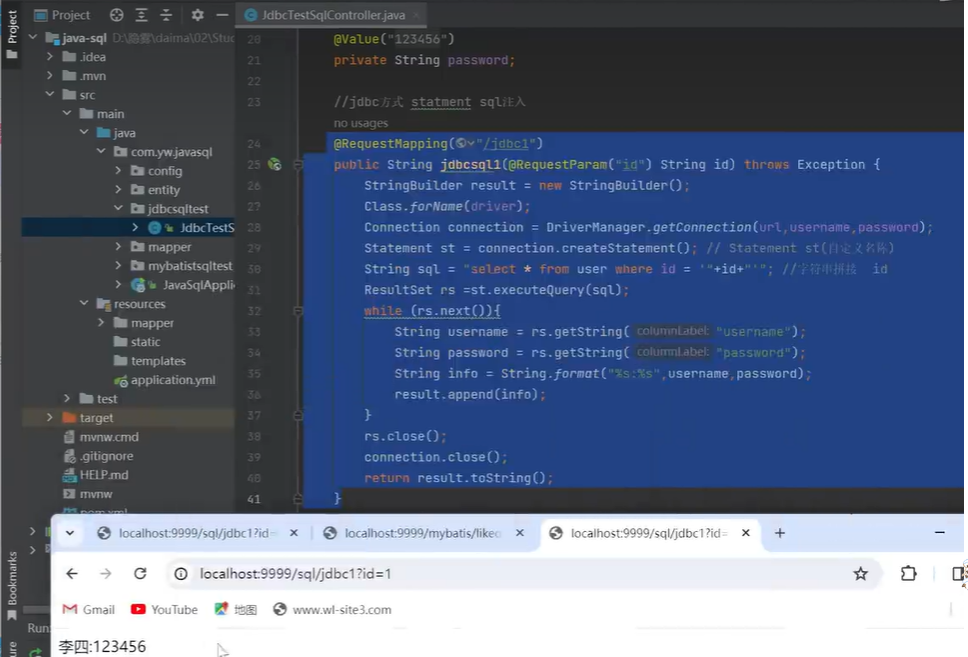 Project
Project
JdbcTestSqlController.java
java-sql
.idea
.mvn
src
main
java
com.yw.javasql
config
entity
jdbcsqltest
JdbcTestS
mapper
mybatistsqltest
JavaSqlAppli
resources
mapper
static
templates
application.yml
test
target
mvnw.cmd
.gitignore
HELP.md
mvnw
pom.xml
20 @Value("123456")
21 private String password;
22
23 //jdbc方式 statment sql注入
no usages
24 @RequestMapping("/jdbc1")
25 public String jdbcsql1(@RequestParam("id") String id) throws Exception {
26 StringBuilder result = new StringBuilder();
27 Class.forName(driver);
28 Connection connection = DriverManager.getConnection(url,username,password);
29 Statement st = connection.createStatement(); // Statement st(自定义名称)
30 String sql = "select * from user where id = '"+id+"'"; //字符串拼接 id
31 ResultSet rs =st.executeQuery(sql);
32 while (rs.next()){
33 String username = rs.getString( columnLabel: "username");
34 String password = rs.getString( columnLabel: "password");
35 String info = String.format("%s:%s",username,password);
36 result.append(info);
37 }
38 rs.close();
39 connection.close();
40 return result.toString();
41 }
Bookmarks
Run:
localhost:9999/sql/jdbc1?id=
localhost:9999/mybatis/likeo
localhost:9999/sql/jdbc1?id=
localhost:9999/sql/jdbc1?id=1
Gmail YouTube 地图 www.wl-site3.com
李四:123456